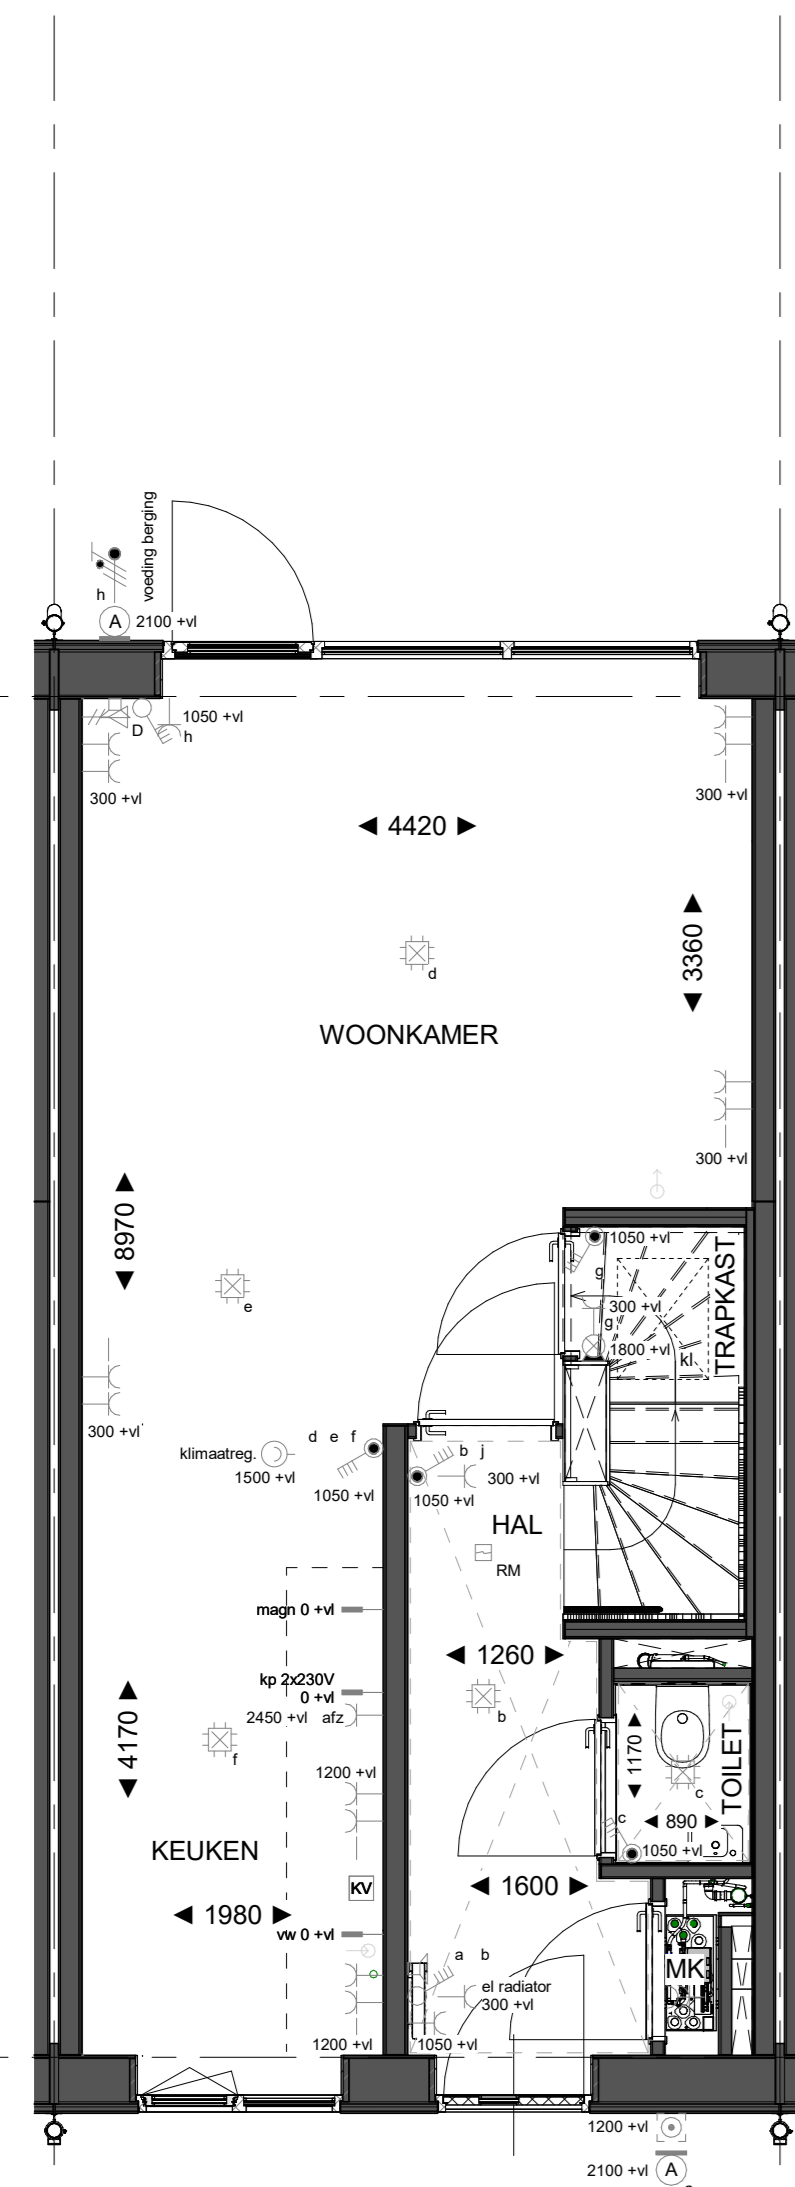 voeding berging
h
A 2100 +vl
D
h
1050 +vl
300 +vl
300 +vl
4420
3360
d
WOONKAMER
300 +vl
8970
1050 +vl
g
TRAPKAST
e
300 +vl
g
1800 +vl
kl
300 +vl
d e f
klimaatreg.
1500 +vl
1050 +vl
b j
300 +vl
1050 +vl
HAL
RM
magn 0 +vl
1260
kp 2x230V
0 +vl
b
2450 +vl afz
4170
f
1170
TOILET
c
1200 +vl
c
890
1050 +vl
KEUKEN
KV
1600
1980
vw 0 +vl
a b
MK
el radiator
300 +vl
1200 +vl
1050 +vl
1200 +vl
2100 +vl A